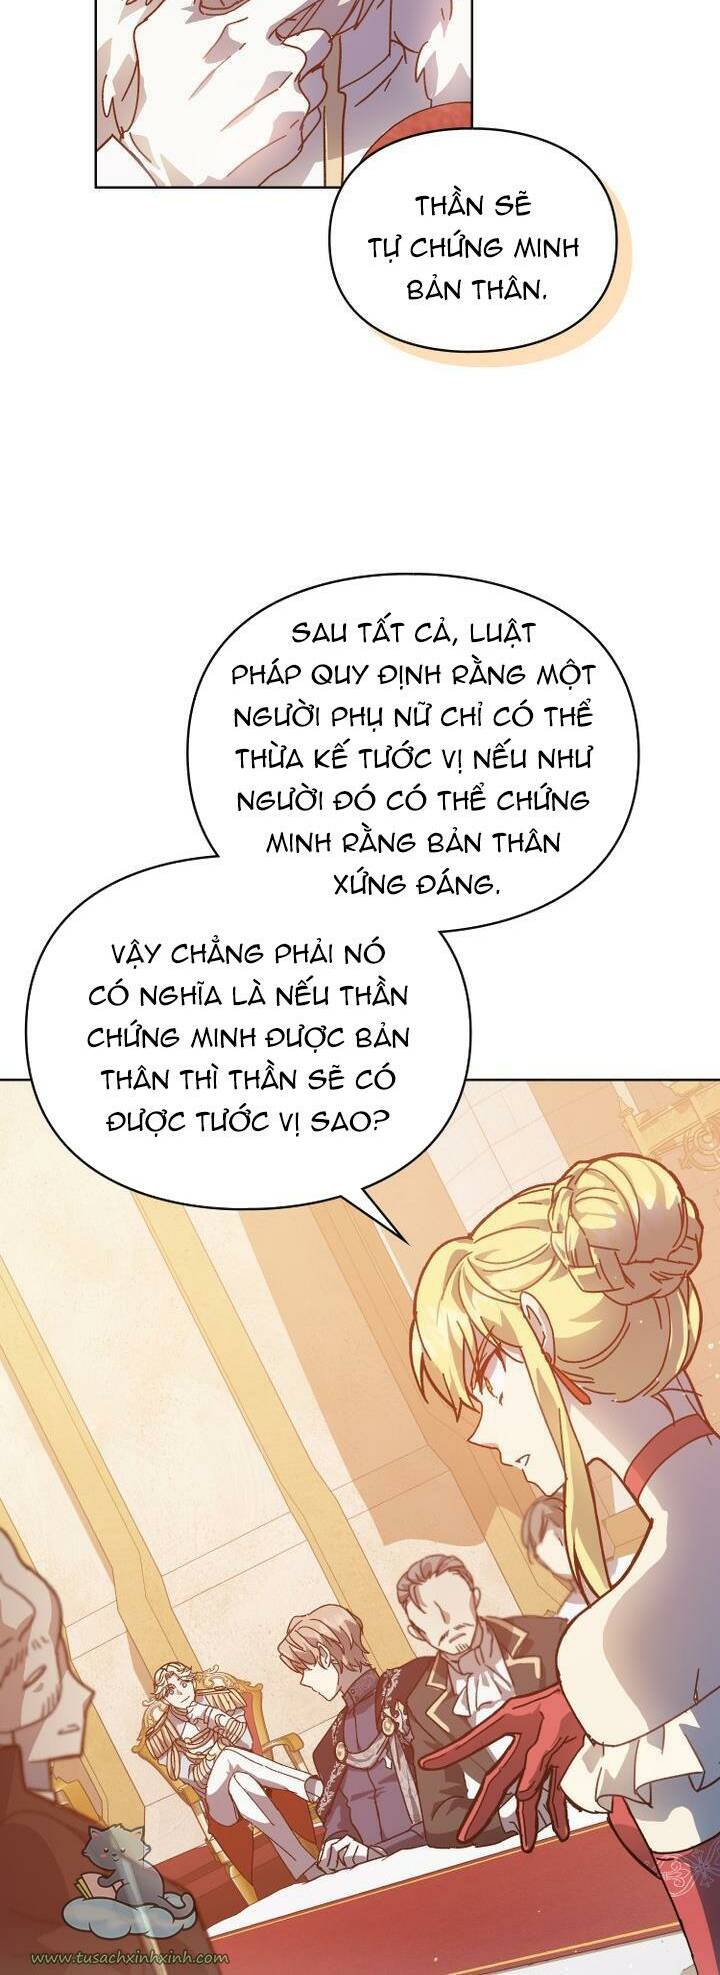 THẦN SẼ
TỰ CHỨNG MINH
BẢN THÂN.
SAU TẤT CẢ, LUẬT
PHÁP QUY ĐỊNH RẰNG MỘT
NGƯỜI PHỤ NỮ CHỈ CÓ THỂ
THỪA KẾ TƯỚC VỊ NẾU NHƯ
NGƯỜI ĐÓ CÓ THỂ CHỨNG
MINH RẰNG BẢN THÂN
XỨNG ĐÁNG.
VẬY CHẲNG PHẢI NÓ
CÓ NGHĨA LÀ NẾU THẦN
CHỨNG MINH ĐƯỢC BẢN
THÂN THÌ THẦN SẼ CÓ
ĐƯỢC TƯỚC VỊ SAO?
www.tusachxinhxinh.com